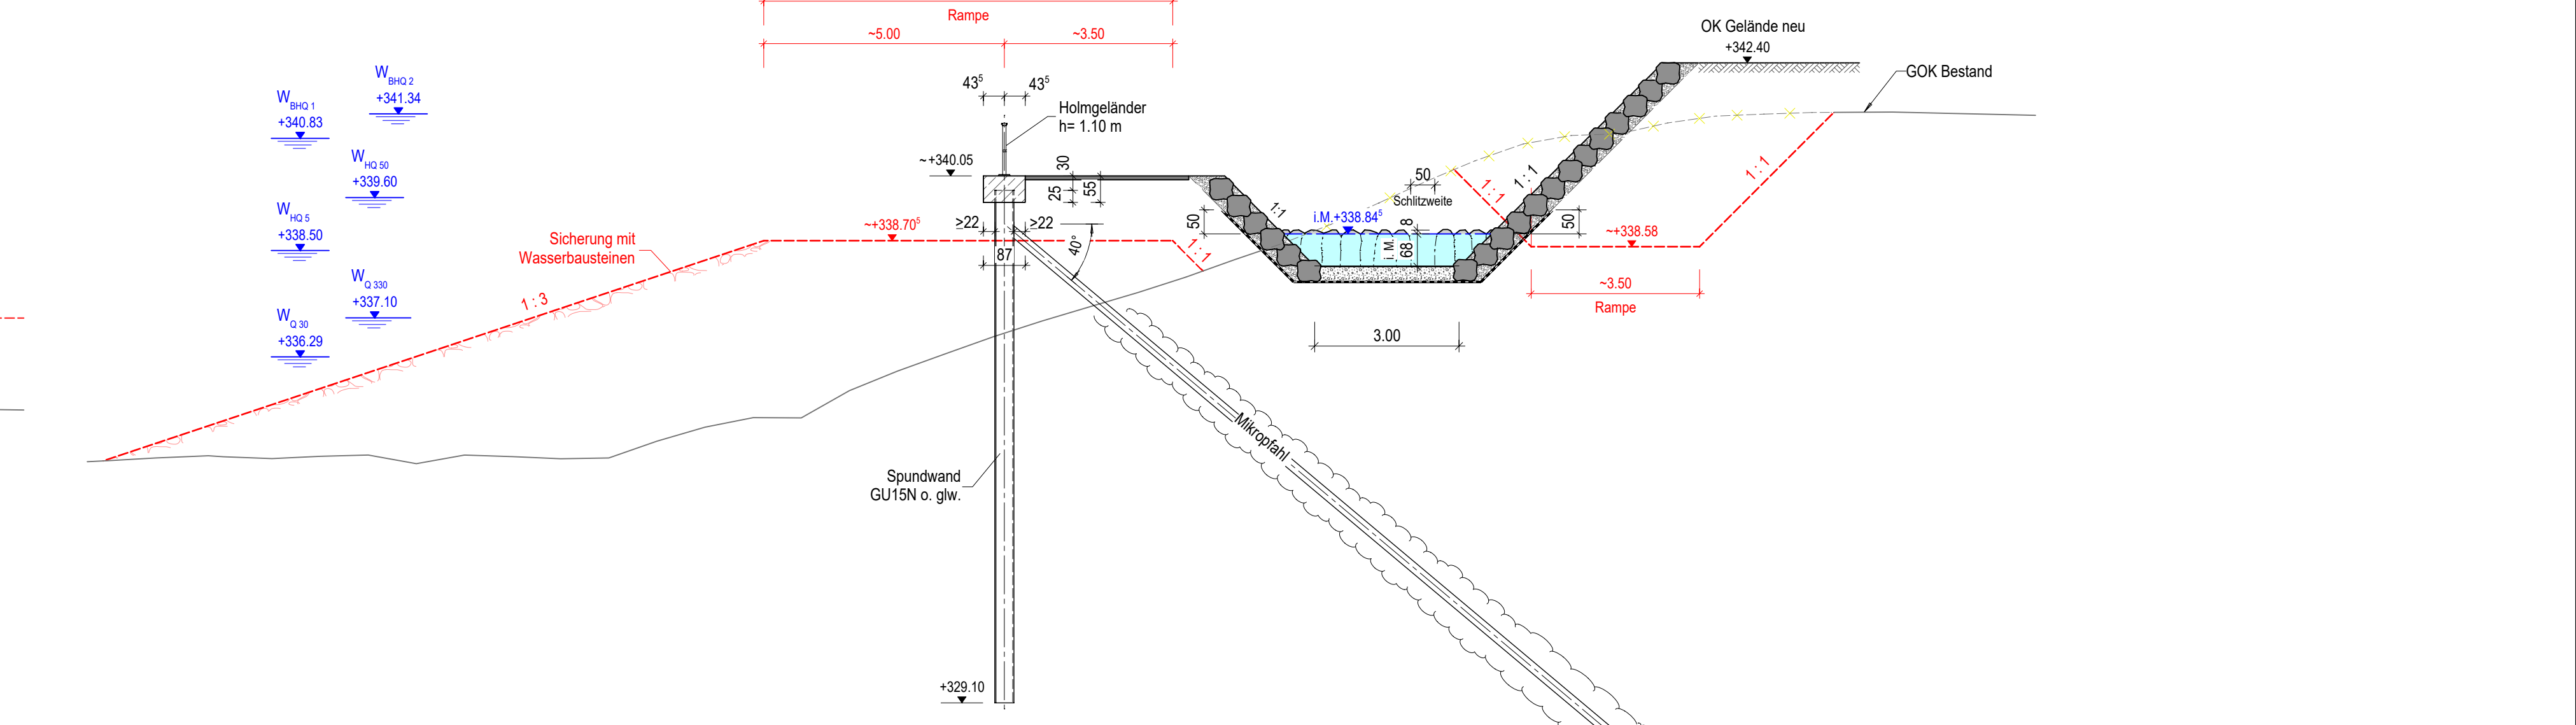 Rampe
~5.00
~3.50
OK Gelände neu
+342.40
GOK Bestand
W BHQ 2
+341.34
W BHQ 1
+340.83
43⁵
43⁵
Holmgeländer
h= 1.10 m
W HQ 50
+339.60
~+340.05
30
25
55
50
Schlitzweite
1:1
1:1
1:1
1:1
W HQ 5
+338.50
Sicherung mit
Wasserbausteinen
~+338.70⁵
≥22
≥22
40°
87
1:1
50
i.M.+338.84⁵
8
i. M.
68
50
~+338.58
W Q 330
+337.10
1:3
~3.50
Rampe
W Q 30
+336.29
3.00
Mikropfahl
Spundwand
GU15N o. glw.
+329.10